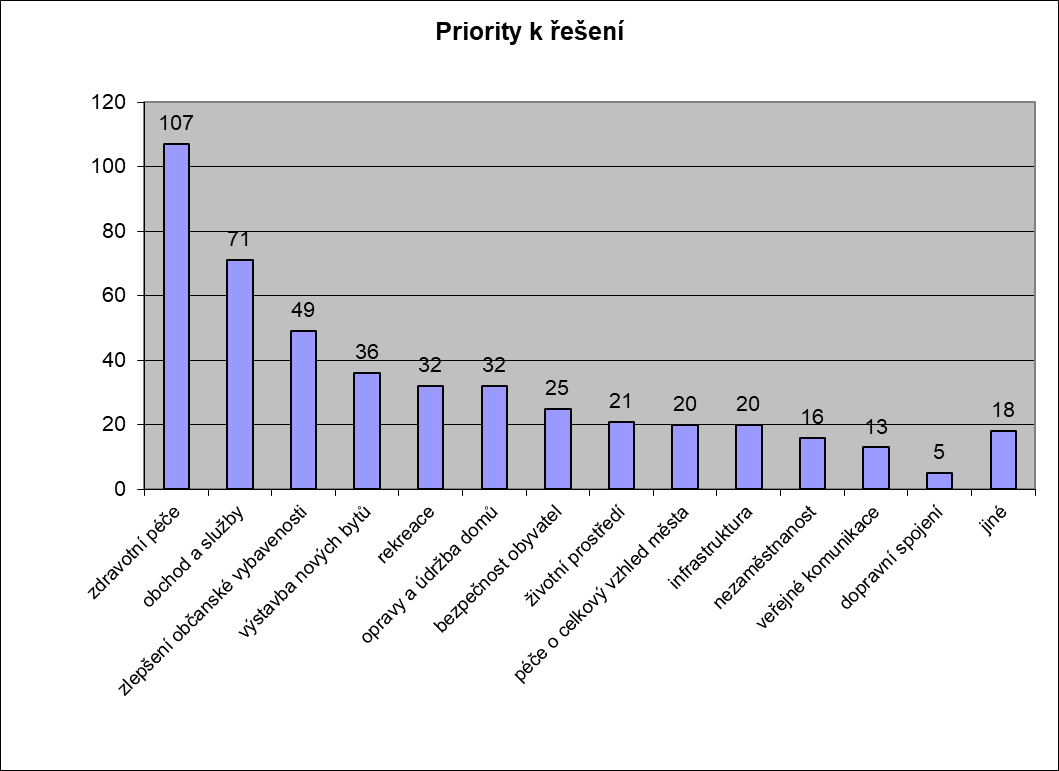 Priority k řešení
120
100
80
60
40
20
0
107
71
49
36
32
32
25
21
20
20
16
13
5
18
zdravotní péče
obchod a služby
zlepšení občanské vybavenosti
výstavba nových bytů
rekreace
opravy a údržba domů
bezpečnost obyvatel
životní prostředí
péče o celkový vzhled města
infrastruktura
nezaměstnanost
veřejné komunikace
dopravní spojení
jiné